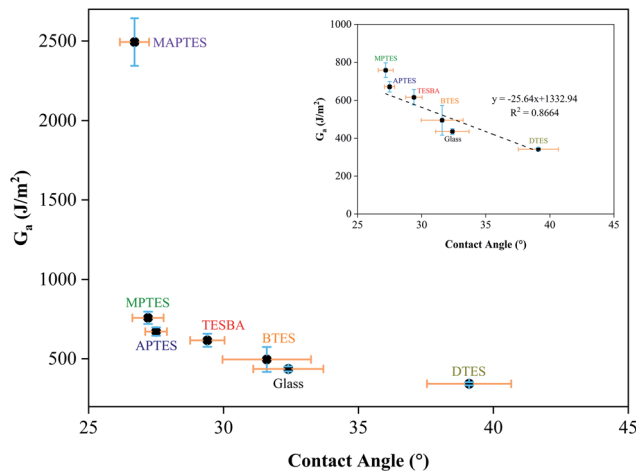 2500
2000
1500
1000
500
25
30
35
40
45
Gₐ (J/m²)
Contact Angle (°)
MAPTES
MPTES
APTES
TESBA
BTES
Glass
DTES
1000
800
600
400
200
0
25
30
35
40
45
Gₐ (J/m²)
Contact Angle (°)
MPTES
APTES
TESBA
BTES
Glass
DTES
y = -25.64x+1332.94
R² = 0.8664